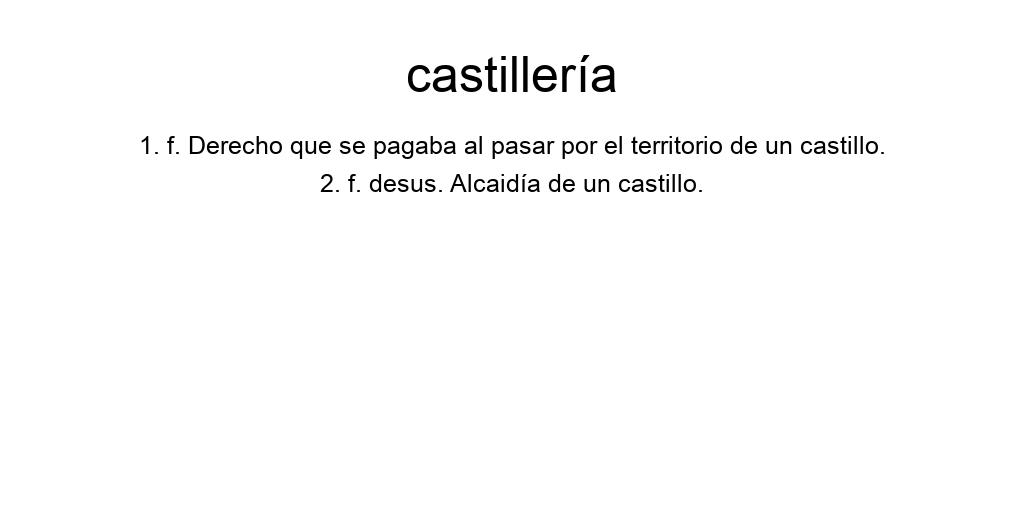 castillería
1. f. Derecho que se pagaba al pasar por el territorio de un castillo.
2. f. desus. Alcaidía de un castillo.